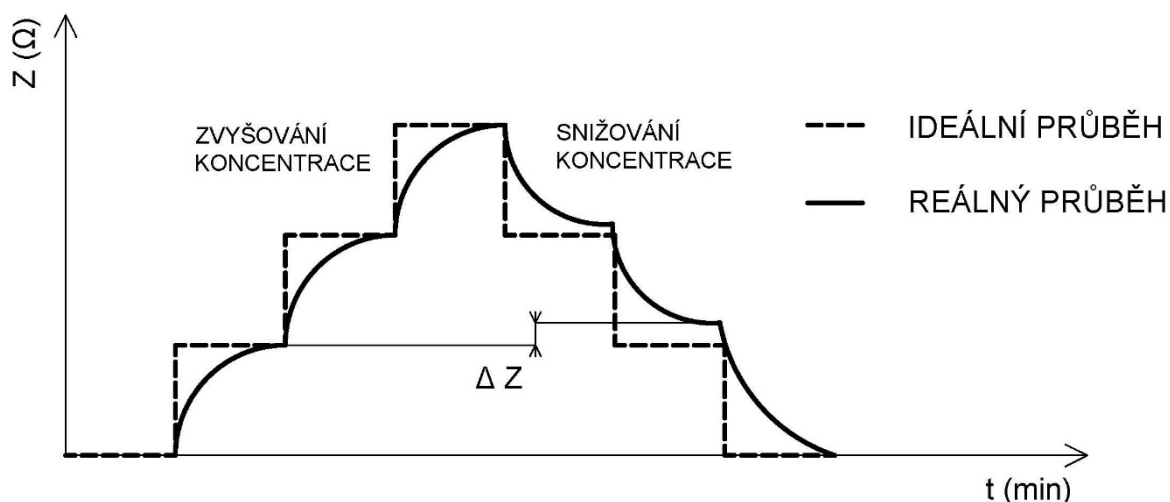 Z (Ω)
ZVYŠOVÁNÍ
KONCENTRACE
SNIŽOVÁNÍ
KONCENTRACE
IDEÁLNÍ PRŮBĚH
REÁLNÝ PRŮBĚH
Δ Z
t (min)